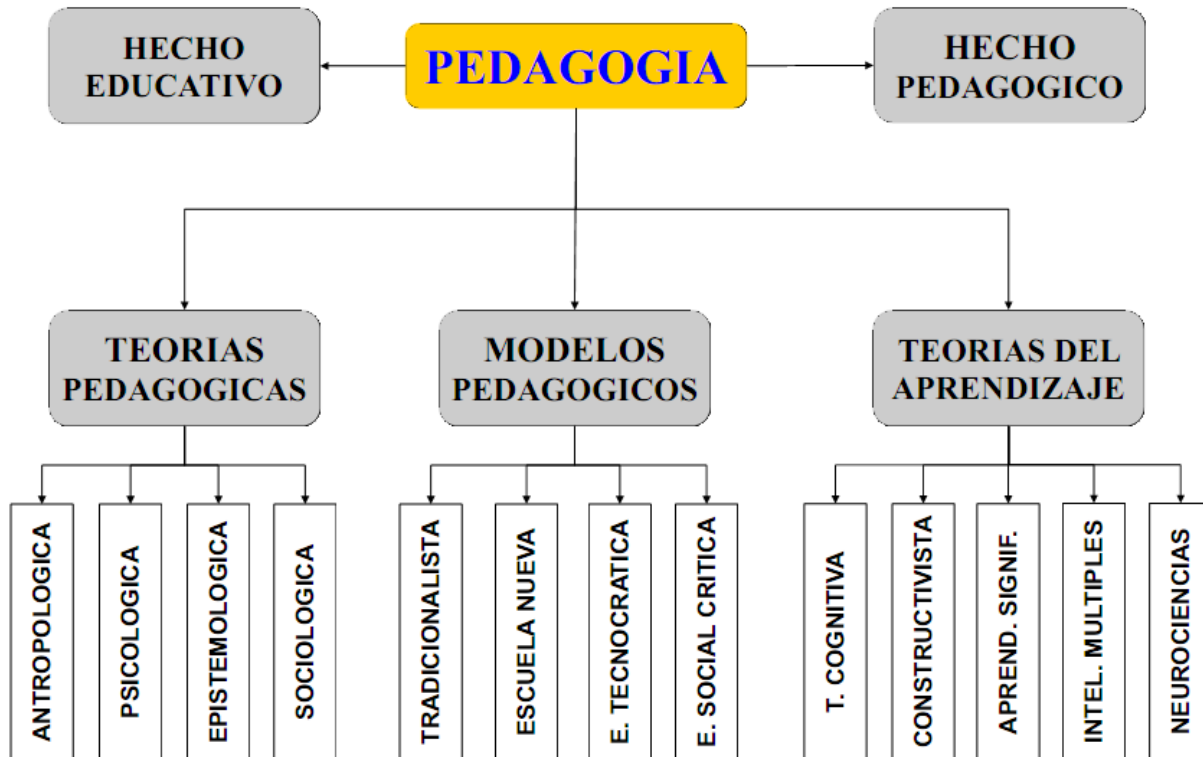 HECHO
EDUCATIVO
PEDAGOGIA
HECHO
PEDAGOGICO
TEORIAS
PEDAGOGICAS
MODELOS
PEDAGOGICOS
TEORIAS DEL
APRENDIZAJE
ANTROPOLOGICA
PSICOLOGICA
EPISTEMOLOGICA
SOCIOLOGICA
TRADICIONALISTA
ESCUELA NUEVA
E. TECNOCRATICA
E. SOCIAL CRITICA
T. COGNITIVA
CONSTRUCTIVISTA
APREND. SIGNIF.
INTEL. MULTIPLES
NEUROCIENCIAS